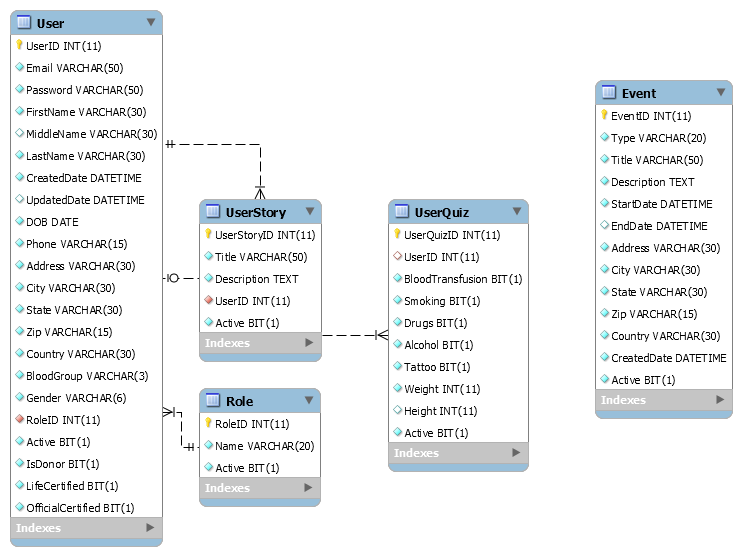 User
UserID INT(11)
Email VARCHAR(50)
Password VARCHAR(50)
FirstName VARCHAR(30)
MiddleName VARCHAR(30)
LastName VARCHAR(30)
CreatedDate DATETIME
UpdatedDate DATETIME
DOB DATE
Phone VARCHAR(15)
Address VARCHAR(30)
City VARCHAR(30)
State VARCHAR(30)
Zip VARCHAR(15)
Country VARCHAR(30)
BloodGroup VARCHAR(3)
Gender VARCHAR(6)
RoleID INT(11)
Active BIT(1)
IsDonor BIT(1)
LifeCertified BIT(1)
OfficialCertified BIT(1)
Indexes
UserStory
UserStoryID INT(11)
Title VARCHAR(50)
Description TEXT
UserID INT(11)
Active BIT(1)
Indexes
Role
RoleID INT(11)
Name VARCHAR(20)
Active BIT(1)
Indexes
UserQuiz
UserQuizID INT(11)
UserID INT(11)
BloodTransfusion BIT(1)
Smoking BIT(1)
Drugs BIT(1)
Alcohol BIT(1)
Tattoo BIT(1)
Weight INT(11)
Height INT(11)
Active BIT(1)
Indexes
Event
EventID INT(11)
Type VARCHAR(20)
Title VARCHAR(50)
Description TEXT
StartDate DATETIME
EndDate DATETIME
Address VARCHAR(30)
City VARCHAR(30)
State VARCHAR(30)
Zip VARCHAR(15)
Country VARCHAR(30)
CreatedDate DATETIME
Active BIT(1)
Indexes